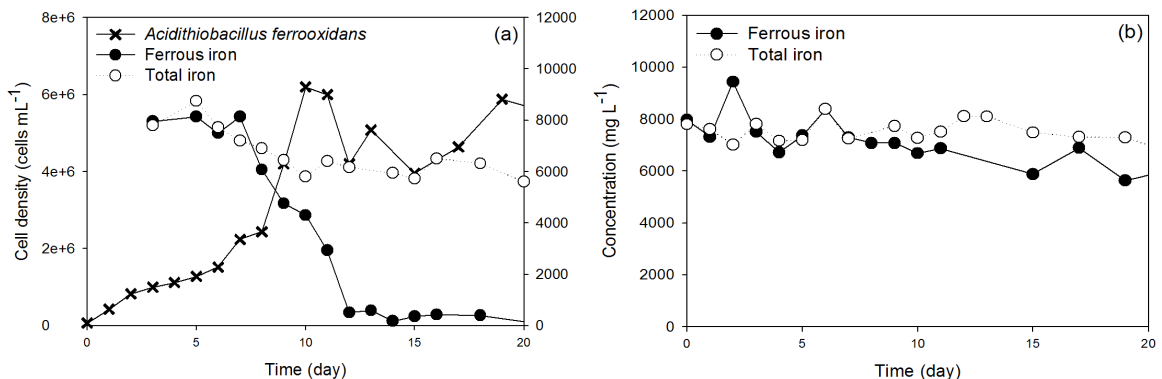 8e+6
6e+6
4e+6
2e+6
0
Cell density (cells mL⁻¹)
Acidithiobacillus ferrooxidans
Ferrous iron
Total iron
(a)
12000
10000
8000
6000
4000
2000
0
0 5 10 15 20
Time (day)
12000
10000
8000
6000
4000
2000
0
Concentration (mg L⁻¹)
Ferrous iron
Total iron
(b)
0 5 10 15 20
Time (day)